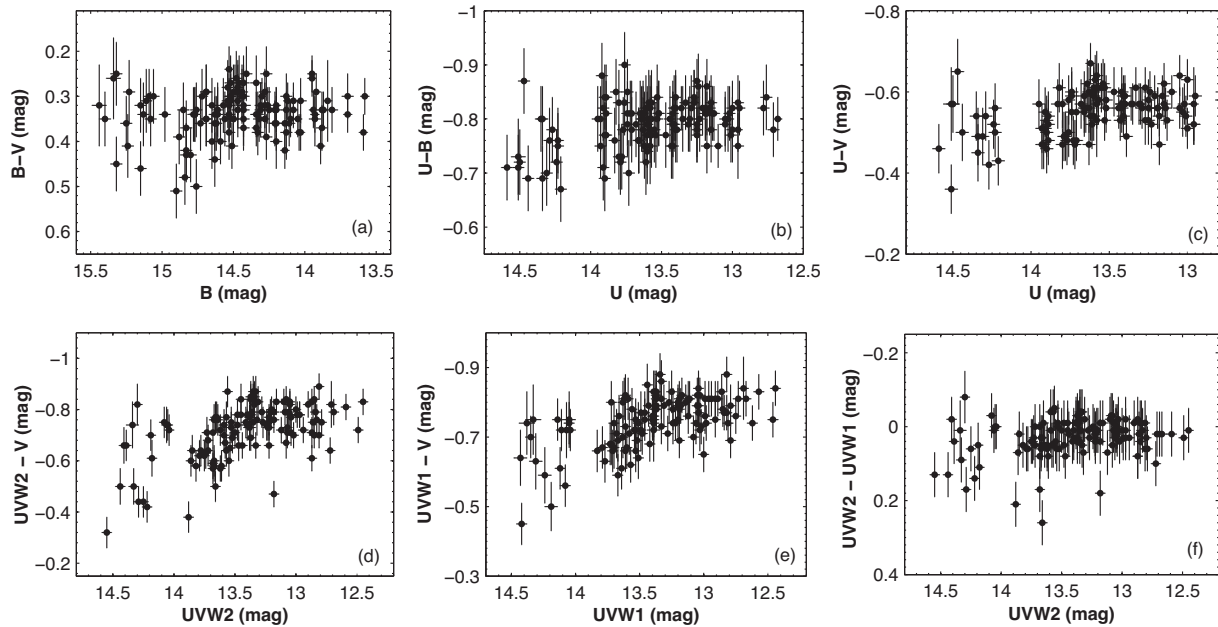 0.2
0.3
0.4
0.5
0.6
B–V (mag)
15.5 15 14.5 14 13.5
B (mag)
(a)
−1
−0.9
−0.8
−0.7
−0.6
U–B (mag)
14.5 14 13.5 13 12.5
U (mag)
(b)
−0.8
−0.6
−0.4
−0.2
U–V (mag)
14.5 14 13.5 13
U (mag)
(c)
−1
−0.8
−0.6
−0.4
−0.2
UVW2 – V (mag)
14.5 14 13.5 13 12.5
UVW2 (mag)
(d)
−0.9
−0.7
−0.5
−0.3
UVW1 – V (mag)
14.5 14 13.5 13 12.5
UVW1 (mag)
(e)
−0.2
0
0.2
0.4
UVW2 – UVW1 (mag)
14.5 14 13.5 13 12.5
UVW2 (mag)
(f)